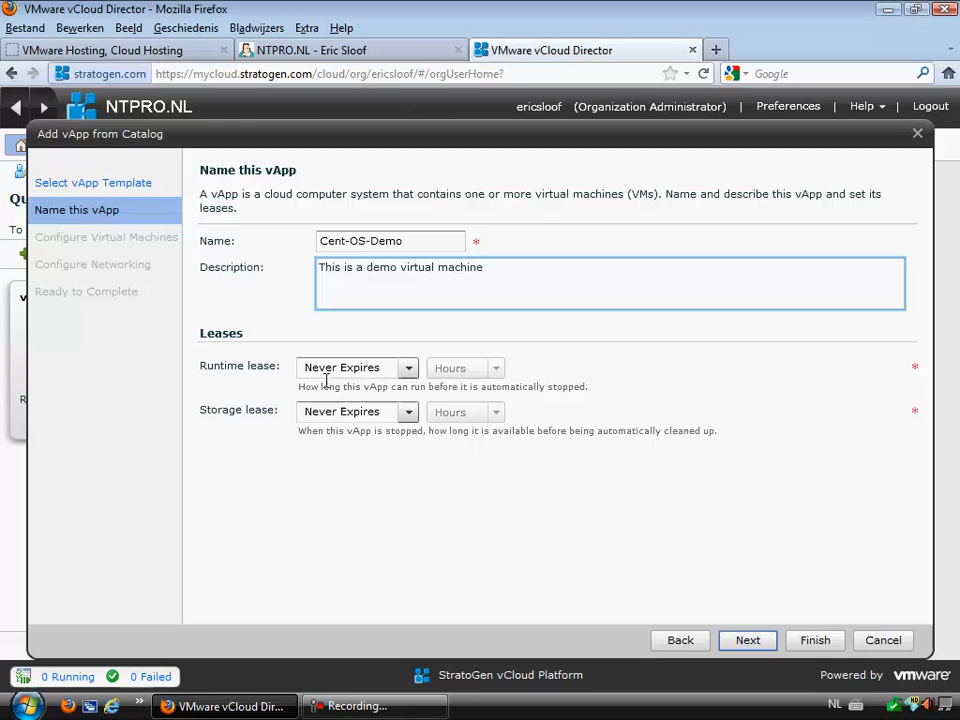 VMware vCloud Director - Mozilla Firefox
Bestand Bewerken Beeld Geschiedenis Bladwijzers Extra Help
VMware Hosting, Cloud Hosting NTPRO.NL - Eric Sloof VMware vCloud Director
stratogen.com https://mycloud.stratogen.com/cloud/org/ericsloof/#/orgUserHome? Google
NTPRO.NL ericsloof (Organization Administrator) Preferences Help Logout
Add vApp from Catalog
Select vApp Template
Name this vApp
Configure Virtual Machines
Configure Networking
Ready to Complete
Name this vApp
A vApp is a cloud computer system that contains one or more virtual machines (VMs). Name and describe this vApp and set its
leases.
Name: Cent-OS-Demo *
Description: This is a demo virtual machine
Leases
Runtime lease: Never Expires Hours *
How long this vApp can run before it is automatically stopped.
Storage lease: Never Expires Hours *
When this vApp is stopped, how long it is available before being automatically cleaned up.
Back Next Finish Cancel
0 Running 0 Failed StratoGen vCloud Platform Powered by vmware
VMware vCloud Dir... Recording... NL